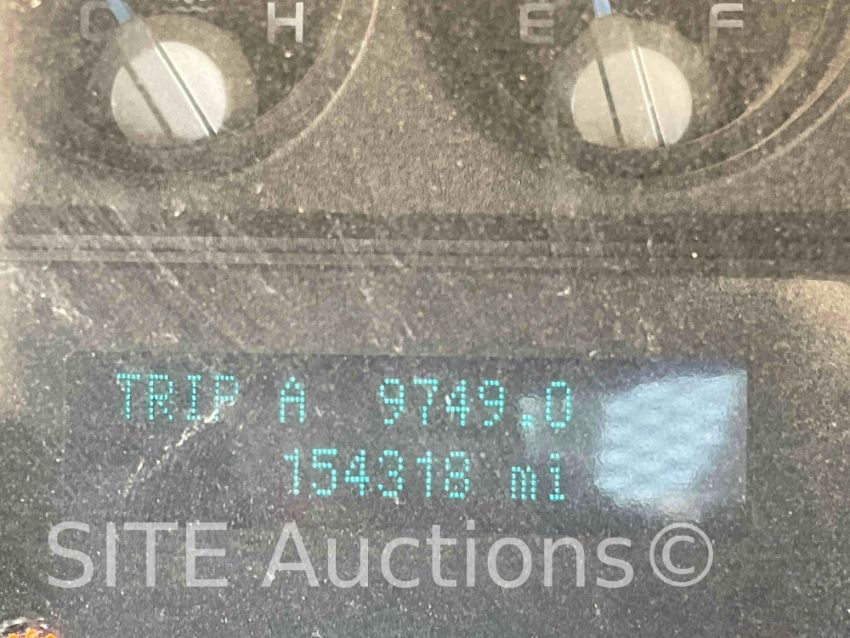 C H E F
TRIP A 9749.0
154318 mi
SITE Auctions©